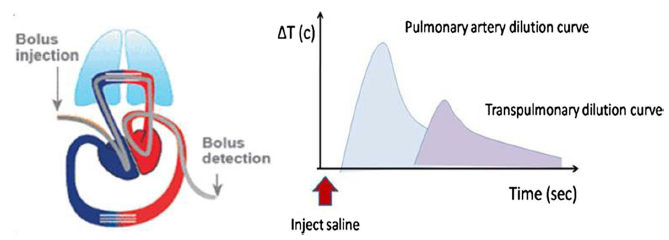 Bolus
injection
Bolus
detection
ΔT (c)
Pulmonary artery dilution curve
Transpulmonary dilution curve
Time (sec)
Inject saline